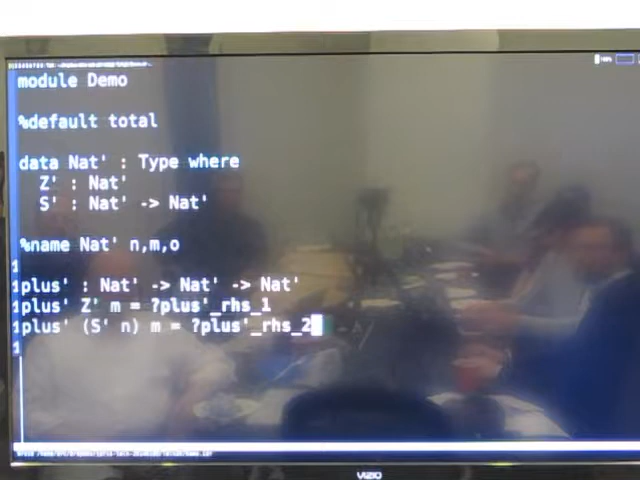 module Demo
%default total
data Nat' : Type where
Z' : Nat'
S' : Nat' -> Nat'
%name Nat' n,m,o
plus' : Nat' -> Nat' -> Nat'
plus' Z' m = ?plus'_rhs_1
plus' (S' n) m = ?plus'_rhs_2
VIZIO